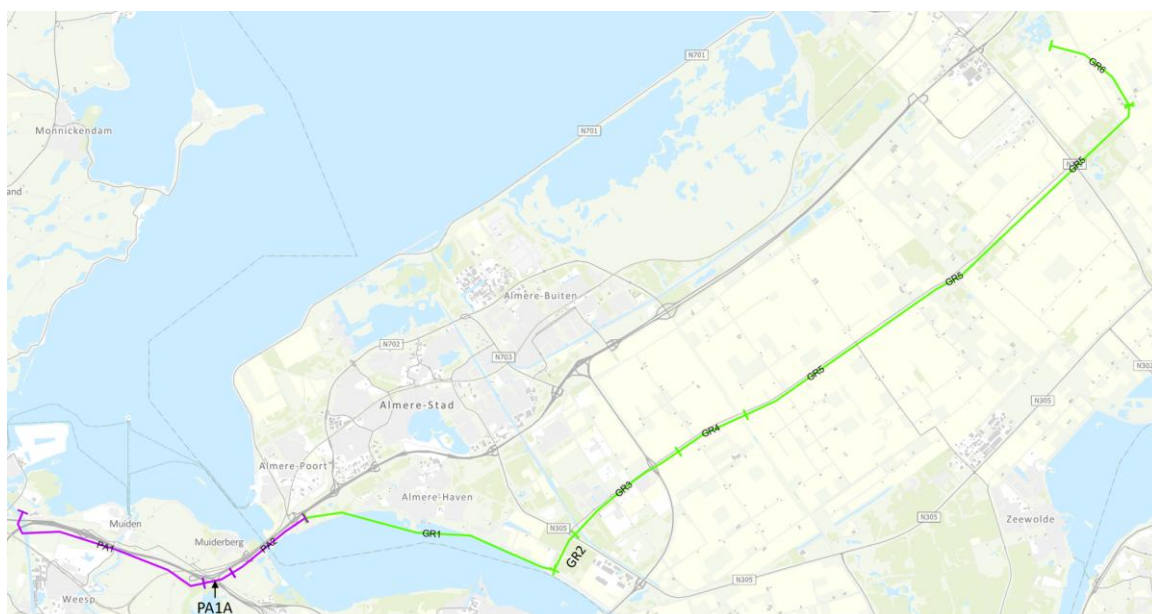 N701
GR6
Monnickendam
N701
GR5
GR5
Almere-Buiten
N702
N703
GR5
N302
Almere-Stad
N305
GR4
Almere-Poort
GR3
Almere-Haven
Muiden
N305
N305
Zeewolde
GR1
Muiderberg
PA2
PA1
GR2
N305
Weesp
PA1A